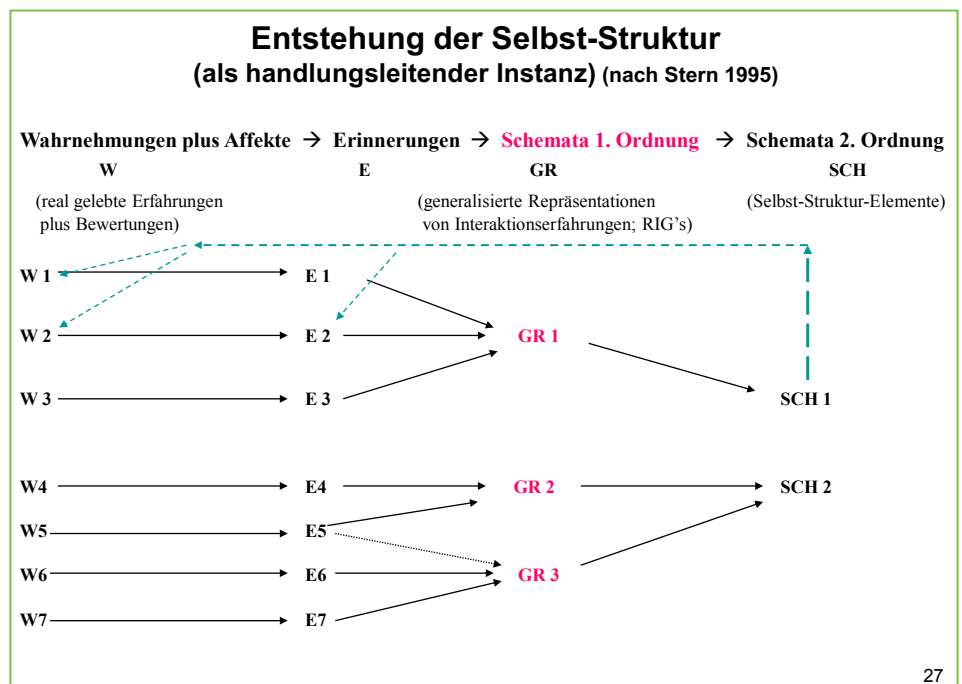 Entstehung der Selbst-Struktur
(als handlungsleitender Instanz) (nach Stern 1995)
Wahrnehmungen plus Affekte → Erinnerungen → Schemata 1. Ordnung → Schemata 2. Ordnung
W E GR SCH
(real gelebte Erfahrungen (generalisierte Repräsentationen (Selbst-Struktur-Elemente)
plus Bewertungen) von Interaktionserfahrungen; RIG's)
W 1 E 1
W 2 E 2 GR 1
W 3 E 3 SCH 1
W4 E4 GR 2 SCH 2
W5 E5
W6 E6 GR 3
W7 E7
27